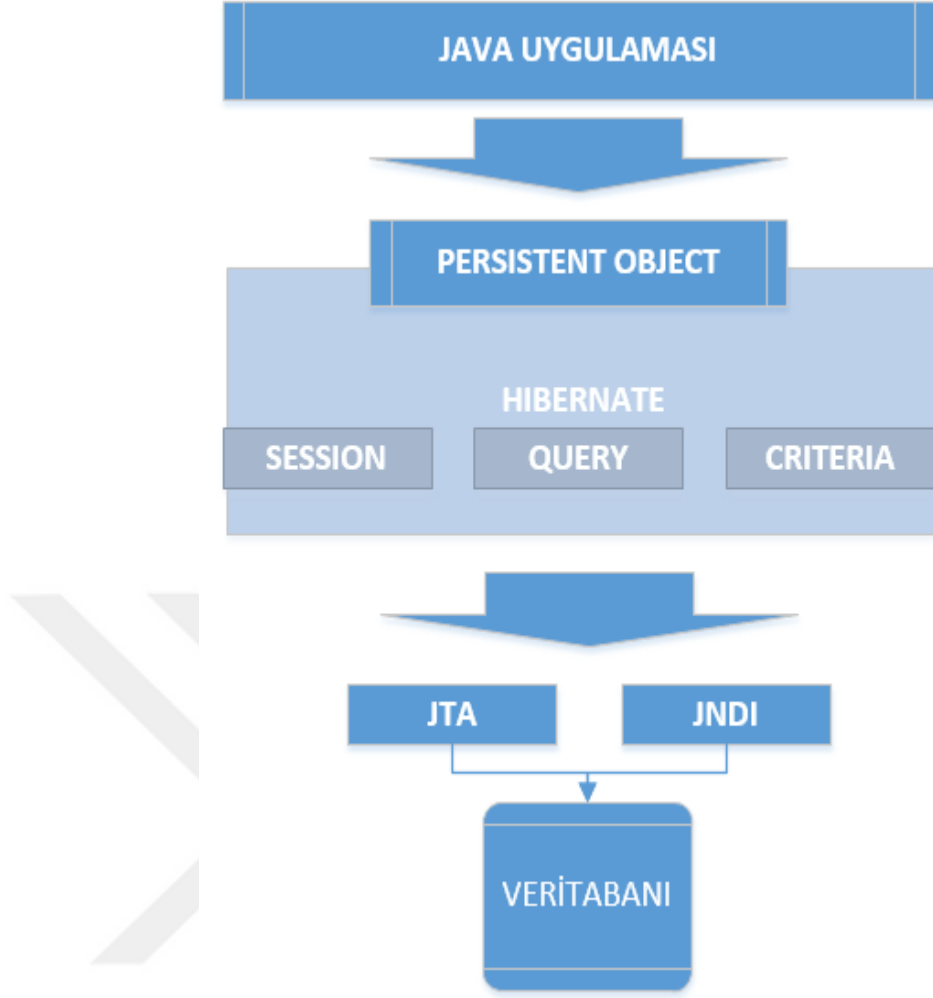 JAVA UYGULAMASI
PERSISTENT OBJECT
HIBERNATE
SESSION
QUERY
CRITERIA
JTA
JNDI
VERİTABANI